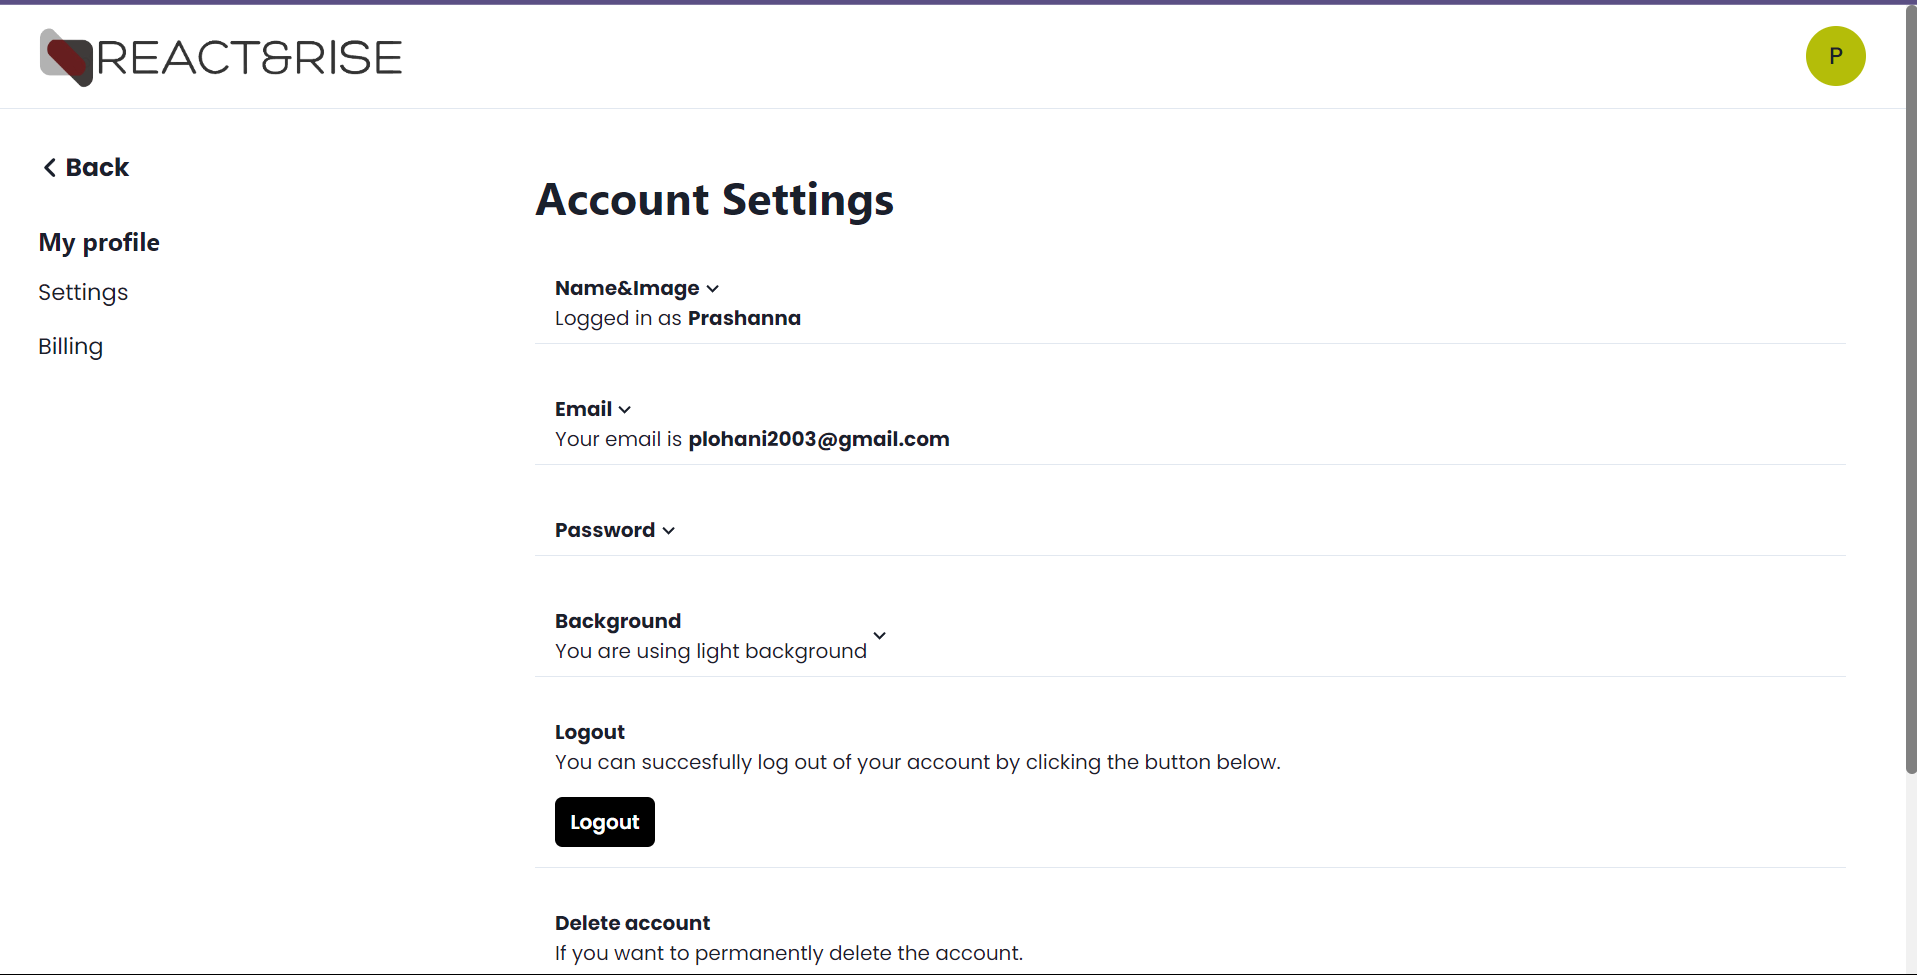 REACT&RISE
P
Back
My profile
Settings
Billing
Account Settings
Name&Image
Logged in as Prashanna
Email
Your email is plohani2003@gmail.com
Password
Background
You are using light background
Logout
You can succesfully log out of your account by clicking the button below.
Logout
Delete account
If you want to permanently delete the account.